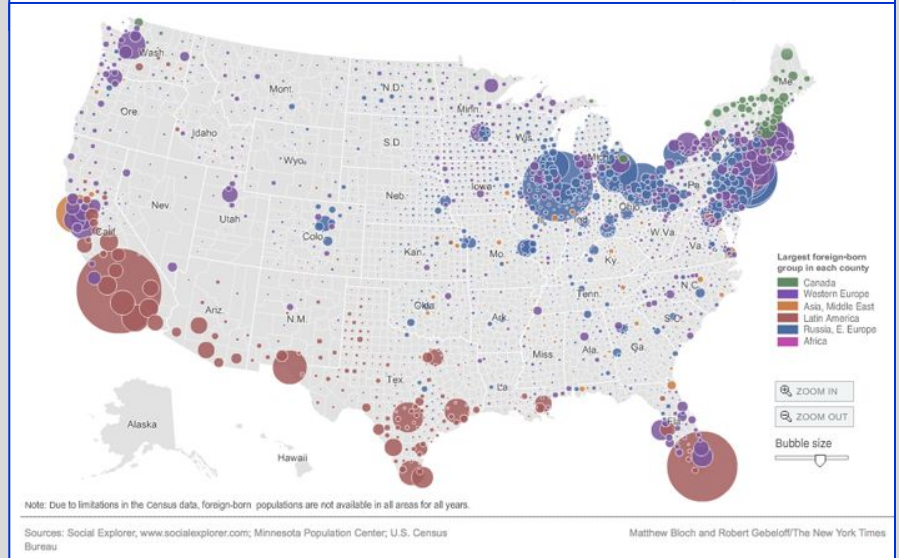 Wash.
Mont.
N.D.
Minn.
Me.
Ore.
Idaho
Wis.
S.D.
Wyo.
Mich.
Iowa
Neb.
Pa.
Nev.
Utah
Ohio
Ill.
Ind.
Colo.
W.Va.
Calif.
Kan.
Mo.
Va.
Ky.
Largest foreign-born
group in each county
Canada
Western Europe
Asia, Middle East
Latin America
Russia, E. Europe
Africa
N.C.
Tenn.
Ariz.
N.M.
Okla.
Ark.
S.C.
Miss.
Ala.
Ga.
Tex.
La.
ZOOM IN
ZOOM OUT
Bubble size
Fla.
Alaska
Hawaii
Note: Due to limitations in the Census data, foreign-born populations are not available in all areas for all years.
Sources: Social Explorer, www.socialexplorer.com; Minnesota Population Center; U.S. Census
Bureau
Matthew Bloch and Robert Gebeloff/The New York Times